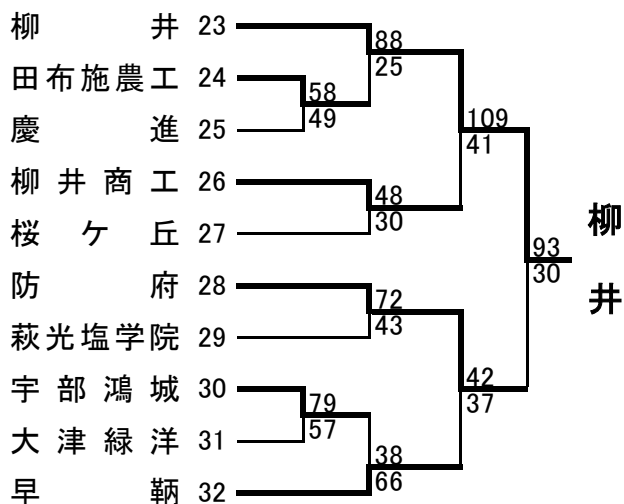 柳井 23
田布施農工 24
慶進 25
柳井商工 26
桜ケ丘 27
防府 28
萩光塩学院 29
宇部鴻城 30
大津緑洋 31
早鞆 32
58
49
88
25
48
30
109
41
72
43
79
57
38
66
42
37
93
30
柳井